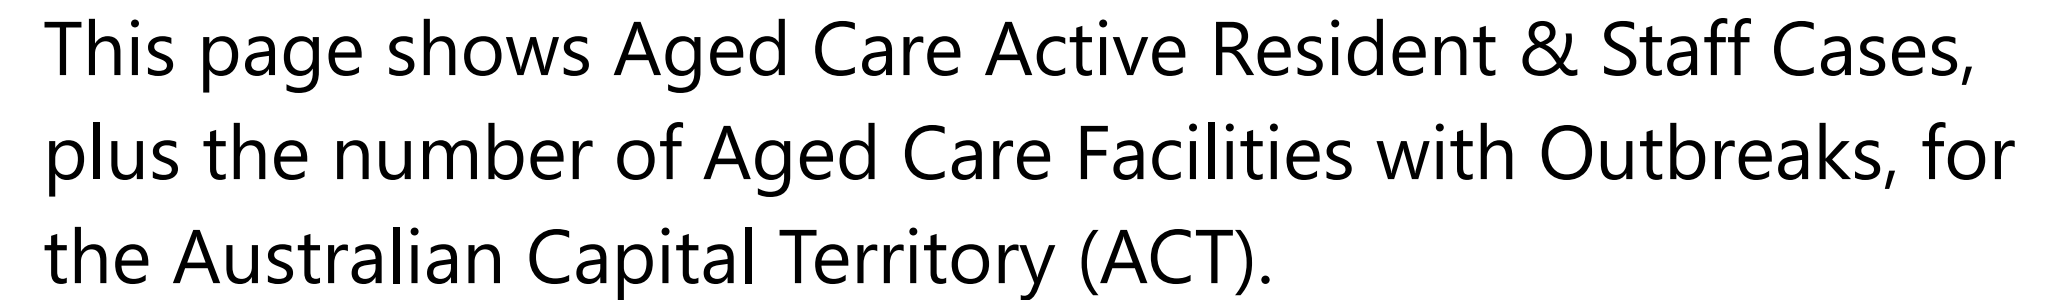 This page shows Aged Care Active Resident & Staff Cases,
plus the number of Aged Care Facilities with Outbreaks, for
the Australian Capital Territory (ACT).